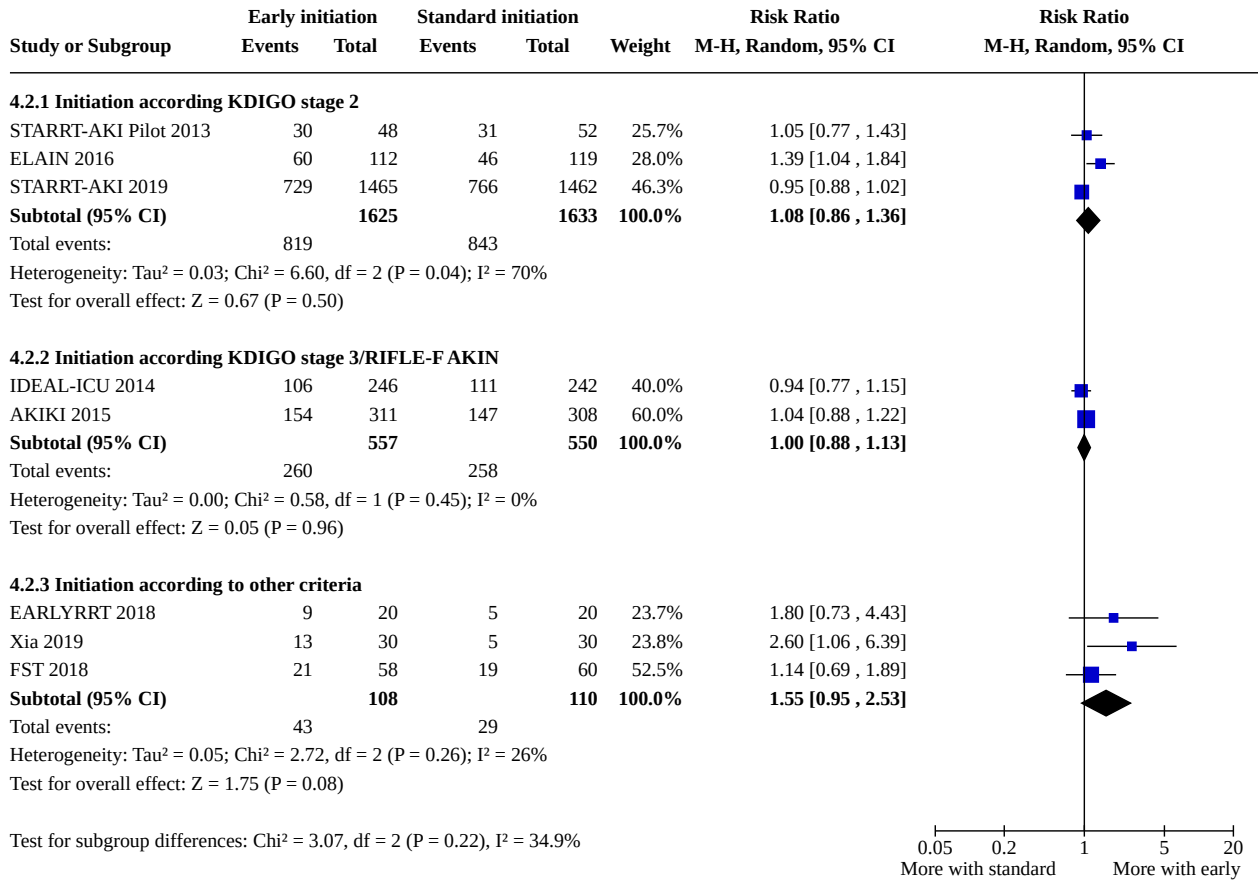 Early initiation Standard initiation Risk Ratio Risk Ratio
Study or Subgroup Events Total Events Total Weight M-H, Random, 95% CI M-H, Random, 95% CI
4.2.1 Initiation according KDIGO stage 2
STARRT-AKI Pilot 2013 30 48 31 52 25.7% 1.05 [0.77 , 1.43]
ELAIN 2016 60 112 46 119 28.0% 1.39 [1.04 , 1.84]
STARRT-AKI 2019 729 1465 766 1462 46.3% 0.95 [0.88 , 1.02]
Subtotal (95% CI) 1625 1633 100.0% 1.08 [0.86 , 1.36]
Total events: 819 843
Heterogeneity: Tau² = 0.03; Chi² = 6.60, df = 2 (P = 0.04); I² = 70%
Test for overall effect: Z = 0.67 (P = 0.50)
4.2.2 Initiation according KDIGO stage 3/RIFLE-F AKIN
IDEAL-ICU 2014 106 246 111 242 40.0% 0.94 [0.77 , 1.15]
AKIKI 2015 154 311 147 308 60.0% 1.04 [0.88 , 1.22]
Subtotal (95% CI) 557 550 100.0% 1.00 [0.88 , 1.13]
Total events: 260 258
Heterogeneity: Tau² = 0.00; Chi² = 0.58, df = 1 (P = 0.45); I² = 0%
Test for overall effect: Z = 0.05 (P = 0.96)
4.2.3 Initiation according to other criteria
EARLYRRT 2018 9 20 5 20 23.7% 1.80 [0.73 , 4.43]
Xia 2019 13 30 5 30 23.8% 2.60 [1.06 , 6.39]
FST 2018 21 58 19 60 52.5% 1.14 [0.69 , 1.89]
Subtotal (95% CI) 108 110 100.0% 1.55 [0.95 , 2.53]
Total events: 43 29
Heterogeneity: Tau² = 0.05; Chi² = 2.72, df = 2 (P = 0.26); I² = 26%
Test for overall effect: Z = 1.75 (P = 0.08)
Test for subgroup differences: Chi² = 3.07, df = 2 (P = 0.22), I² = 34.9%
0.05 0.2 1 5 20
More with standard More with early